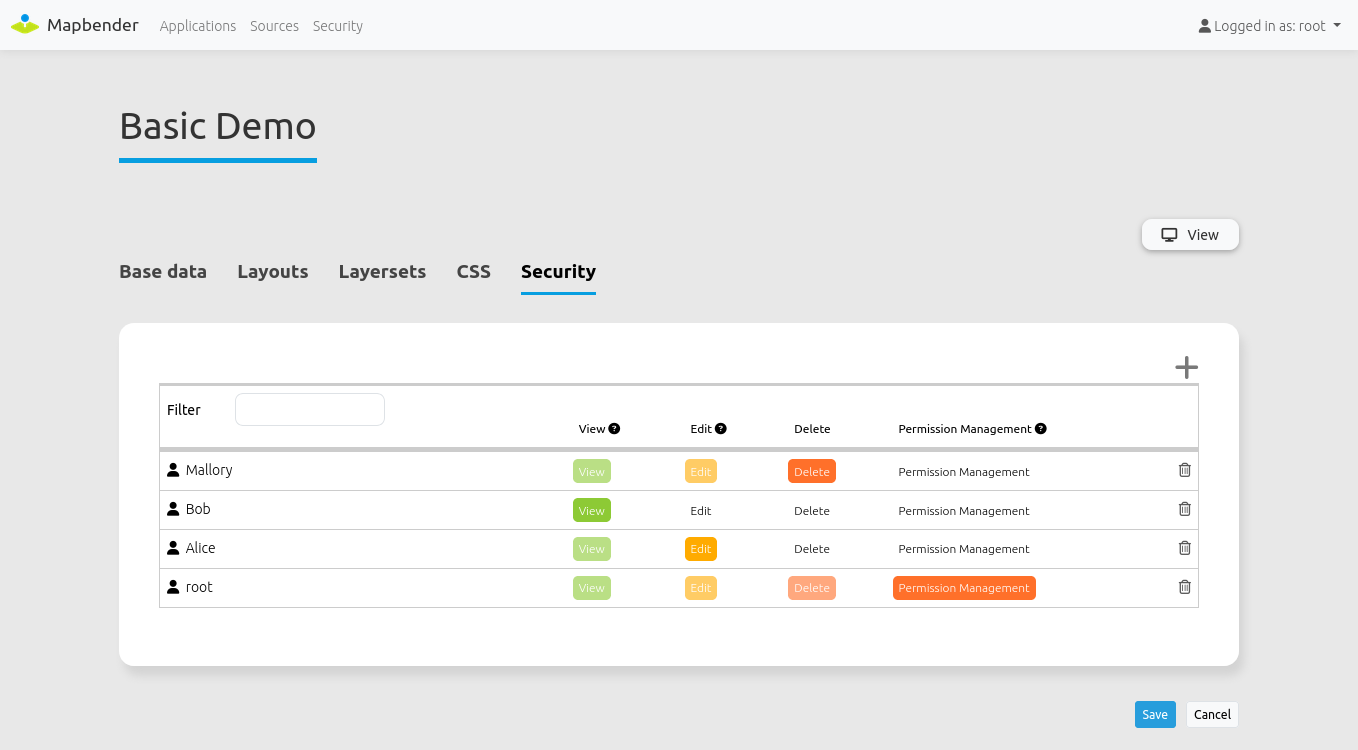 Mapbender Applications Sources Security Logged in as: root
Basic Demo
View
Base data Layouts Layersets CSS Security
Filter
View ? Edit ? Delete Permission Management ?
Mallory View Edit Delete Permission Management
Bob View Edit Delete Permission Management
Alice View Edit Delete Permission Management
root View Edit Delete Permission Management
Save Cancel